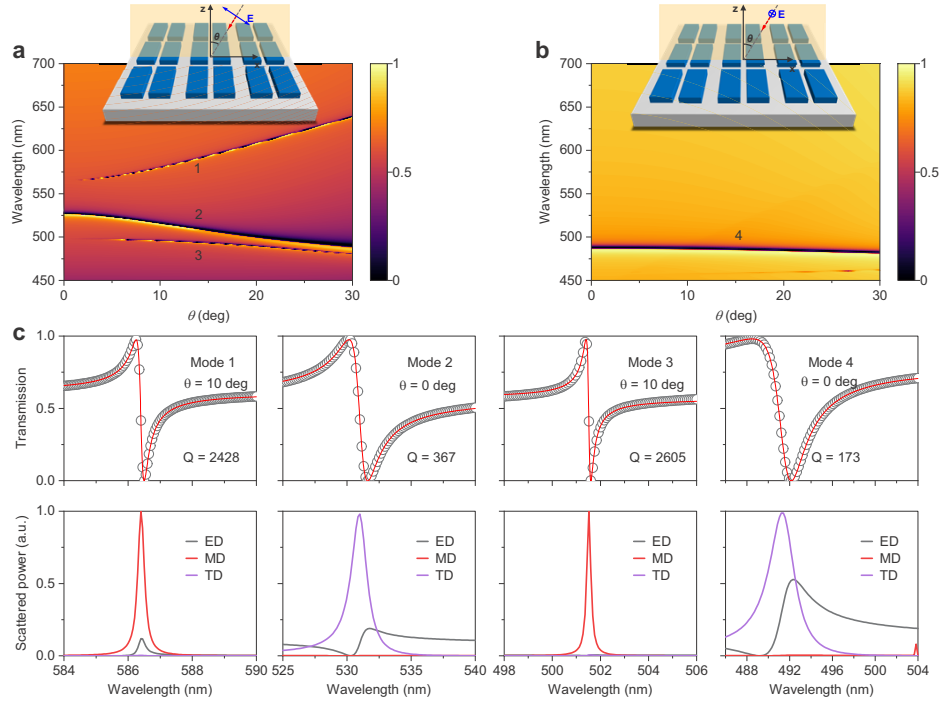 a
z
E
θ
x
700
650
600
550
500
450
Wavelength (nm)
0
10
20
30
θ (deg)
1
2
3
1
0.5
0
b
z
E
θ
x
700
650
600
550
500
450
Wavelength (nm)
0
10
20
30
θ (deg)
4
1
0.5
0
c
Transmission
1.0
0.5
0.0
Mode 1
θ = 10 deg
Q = 2428
Mode 2
θ = 0 deg
Q = 367
Mode 3
θ = 10 deg
Q = 2605
Mode 4
θ = 0 deg
Q = 173
Scattered power (a.u.)
1.0
0.5
0.0
ED
MD
TD
584 586 588 590
Wavelength (nm)
ED
MD
TD
525 530 535 540
Wavelength (nm)
ED
MD
TD
498 500 502 504 506
Wavelength (nm)
ED
MD
TD
488 492 496 500 504
Wavelength (nm)